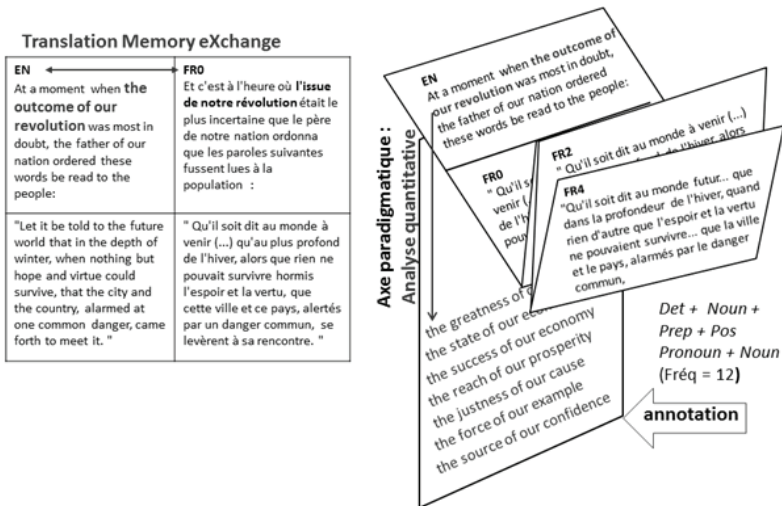 Translation Memory eXchange
EN
At a moment when the
outcome of our
revolution was most in
doubt, the father of our
nation ordered these
words be read to the
people:
FR0
Et c'est à l'heure où l'issue
de notre révolution était le
plus incertaine que le père
de notre nation ordonna
que les paroles suivantes
fussent lues à la
population :
"Let it be told to the future
world that in the depth of
winter, when nothing but
hope and virtue could
survive, that the city and
the country, alarmed at
one common danger, came
forth to meet it. "
" Qu'il soit dit au monde à
venir (...) qu'au plus profond
de l'hiver, alors que rien ne
pouvait survivre hormis
l'espoir et la vertu, que
cette ville et ce pays, alertés
par un danger commun, se
levèrent à sa rencontre. "
Axe paradigmatique :
Analyse quantitative
EN
At a moment when the outcome of
our revolution was most in doubt,
the father of our nation ordered
these words be read to the people:
FR0
" Qu'il
venir (
de l'h
FR2
" Qu'il soit dit au monde à venir (...)
de l'hiver, alors
FR4
"Qu'il soit dit au monde futur... que
dans la profondeur de l'hiver, quand
rien d'autre que l'espoir et la vertu
ne pouvaient survivre... que la ville
et le pays, alarmés par le danger
commun,
the greatness of
the state of our
the success of our economy
the reach of our prosperity
the justness of our cause
the force of our example
the source of our confidence
Det + Noun +
Prep + Pos
Pronoun + Noun
(Fréq = 12)
annotation